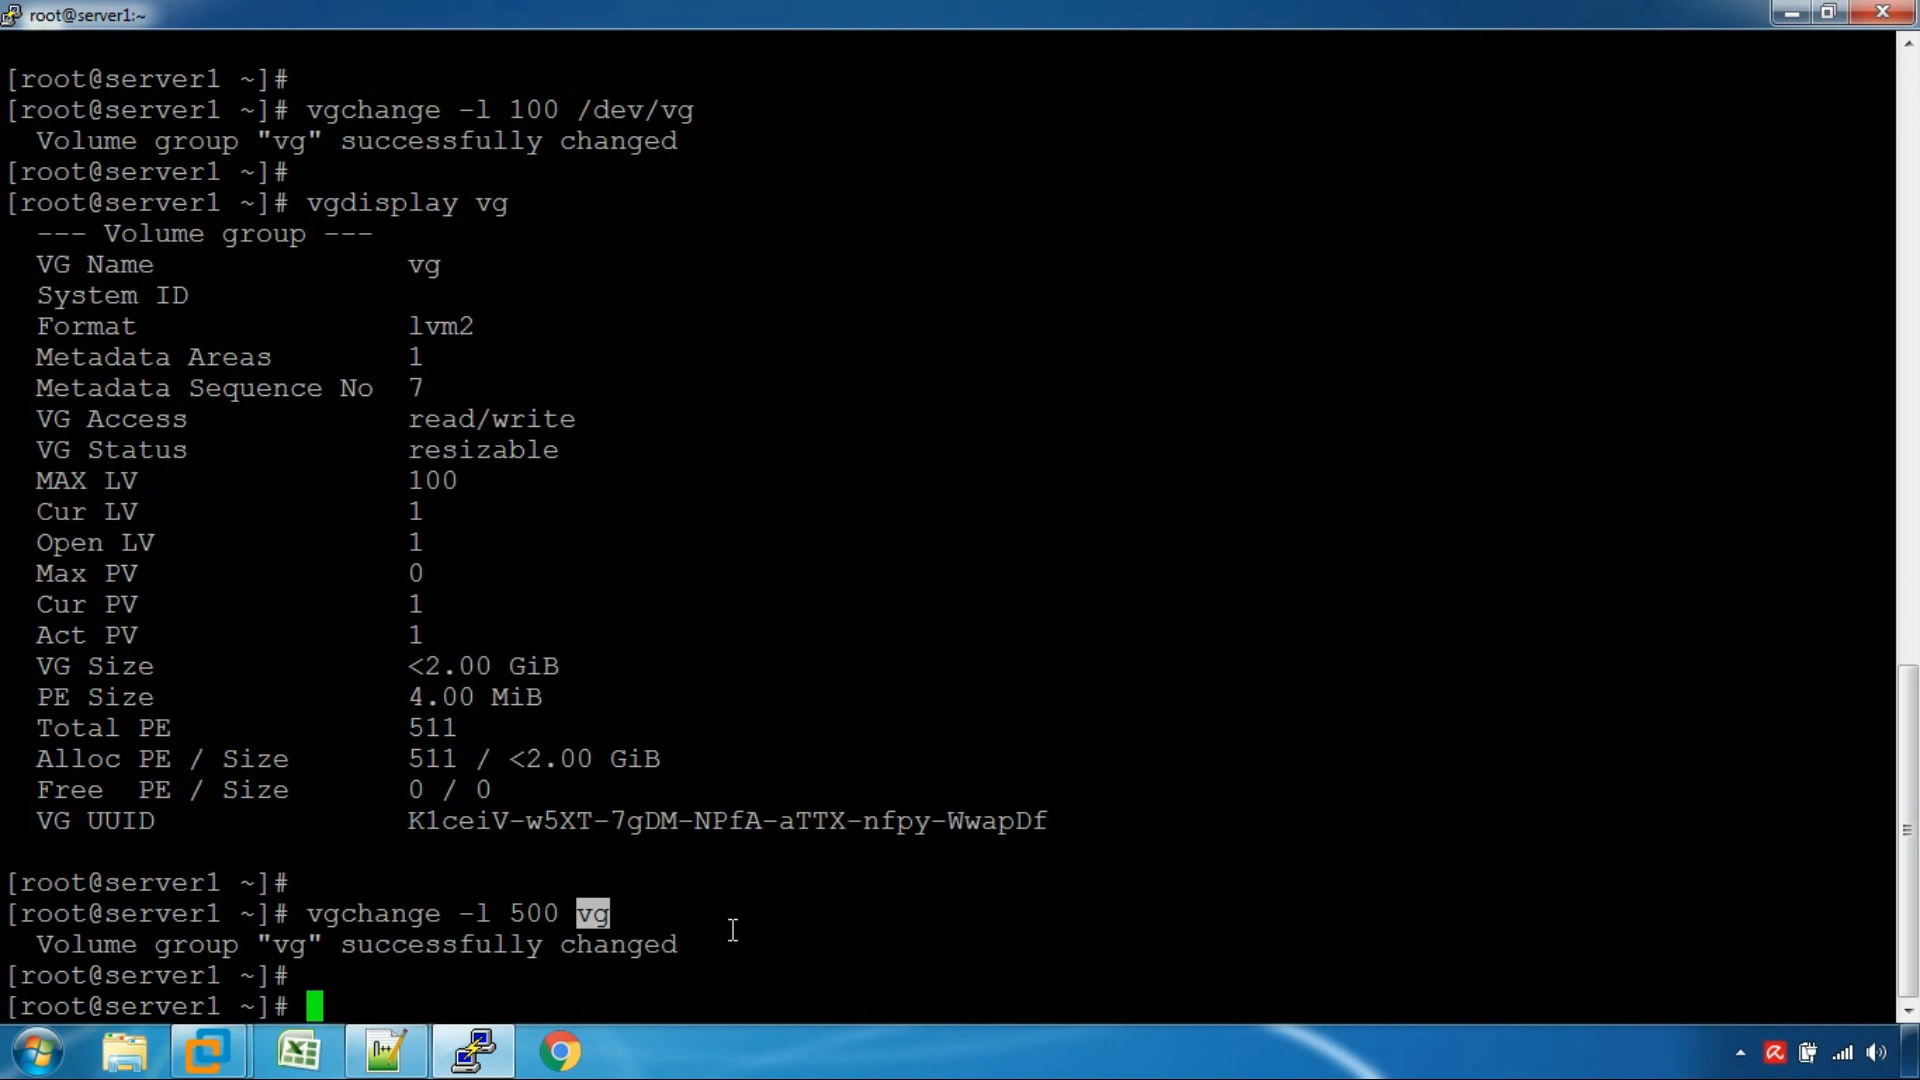 root@server1:~
[root@server1 ~]#
[root@server1 ~]# vgchange -l 100 /dev/vg
  Volume group "vg" successfully changed
[root@server1 ~]#
[root@server1 ~]# vgdisplay vg
  --- Volume group ---
  VG Name               vg
  System ID
  Format                lvm2
  Metadata Areas        1
  Metadata Sequence No  7
  VG Access             read/write
  VG Status             resizable
  MAX LV                100
  Cur LV                1
  Open LV               1
  Max PV                0
  Cur PV                1
  Act PV                1
  VG Size               <2.00 GiB
  PE Size               4.00 MiB
  Total PE              511
  Alloc PE / Size       511 / <2.00 GiB
  Free  PE / Size       0 / 0
  VG UUID               K1ceiV-w5XT-7gDM-NPfA-aTTX-nfpy-WwapDf
[root@server1 ~]#
[root@server1 ~]# vgchange -l 500 vg
  Volume group "vg" successfully changed
[root@server1 ~]#
[root@server1 ~]#